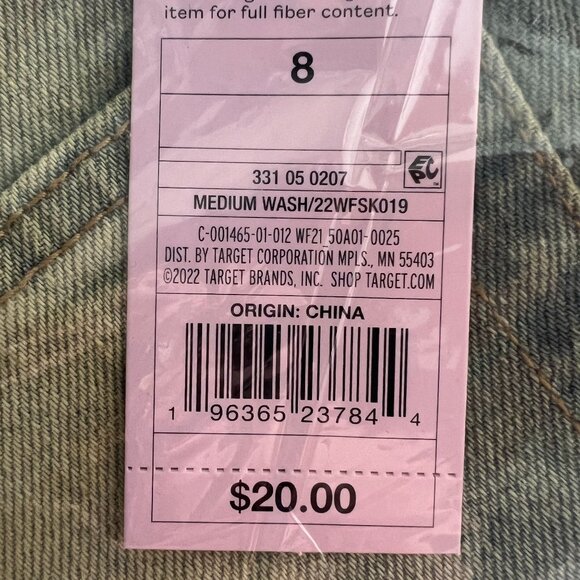 item for full fiber content.
8
331 05 0207
EPC™
MEDIUM WASH/22WFSK019
C-001465-01-012 WF21_50A01-0025
DIST. BY TARGET CORPORATION MPLS., MN 55403
©2022 TARGET BRANDS, INC. SHOP TARGET.COM
ORIGIN: CHINA
1 96365 23784 4
$20.00